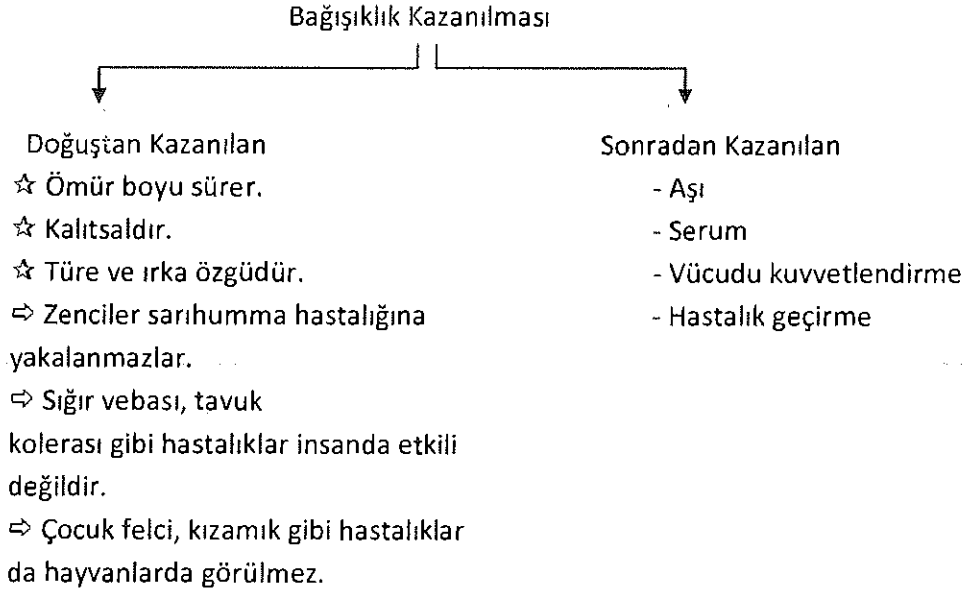 Bağışıklık Kazanılması
Doğuştan Kazanılan
☆ Ömür boyu sürer.
☆ Kalıtsaldır.
☆ Türe ve ırka özgüdür.
⇨ Zenciler sarıhumma hastalığına
yakalanmazlar.
⇨ Sığır vebası, tavuk
kolerası gibi hastalıklar insanda etkili
değildir.
⇨ Çocuk felci, kızamık gibi hastalıklar
da hayvanlarda görülmez.
Sonradan Kazanılan
- Aşı
- Serum
- Vücudu kuvvetlendirme
- Hastalık geçirme